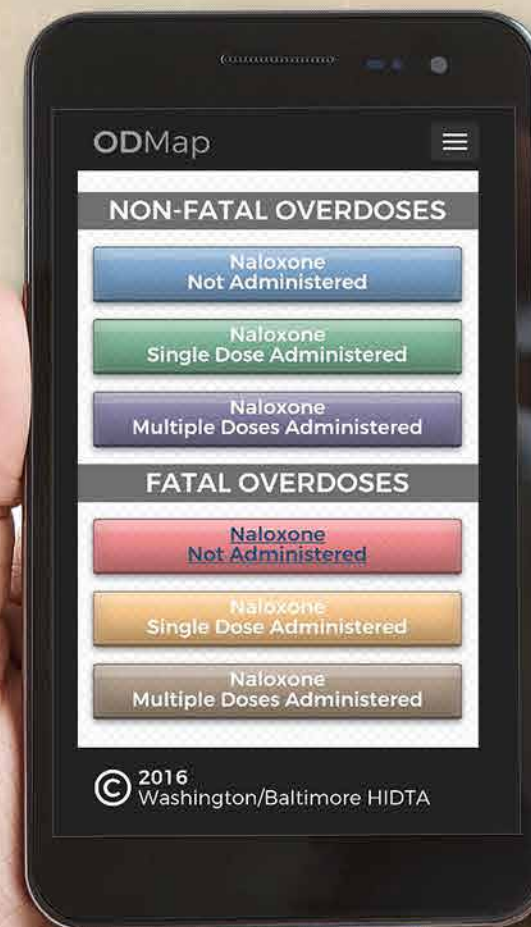 ODMap
NON-FATAL OVERDOSES
Naloxone
Not Administered
Naloxone
Single Dose Administered
Naloxone
Multiple Doses Administered
FATAL OVERDOSES
Naloxone
Not Administered
Naloxone
Single Dose Administered
Naloxone
Multiple Doses Administered
© 2016
Washington/Baltimore HIDTA